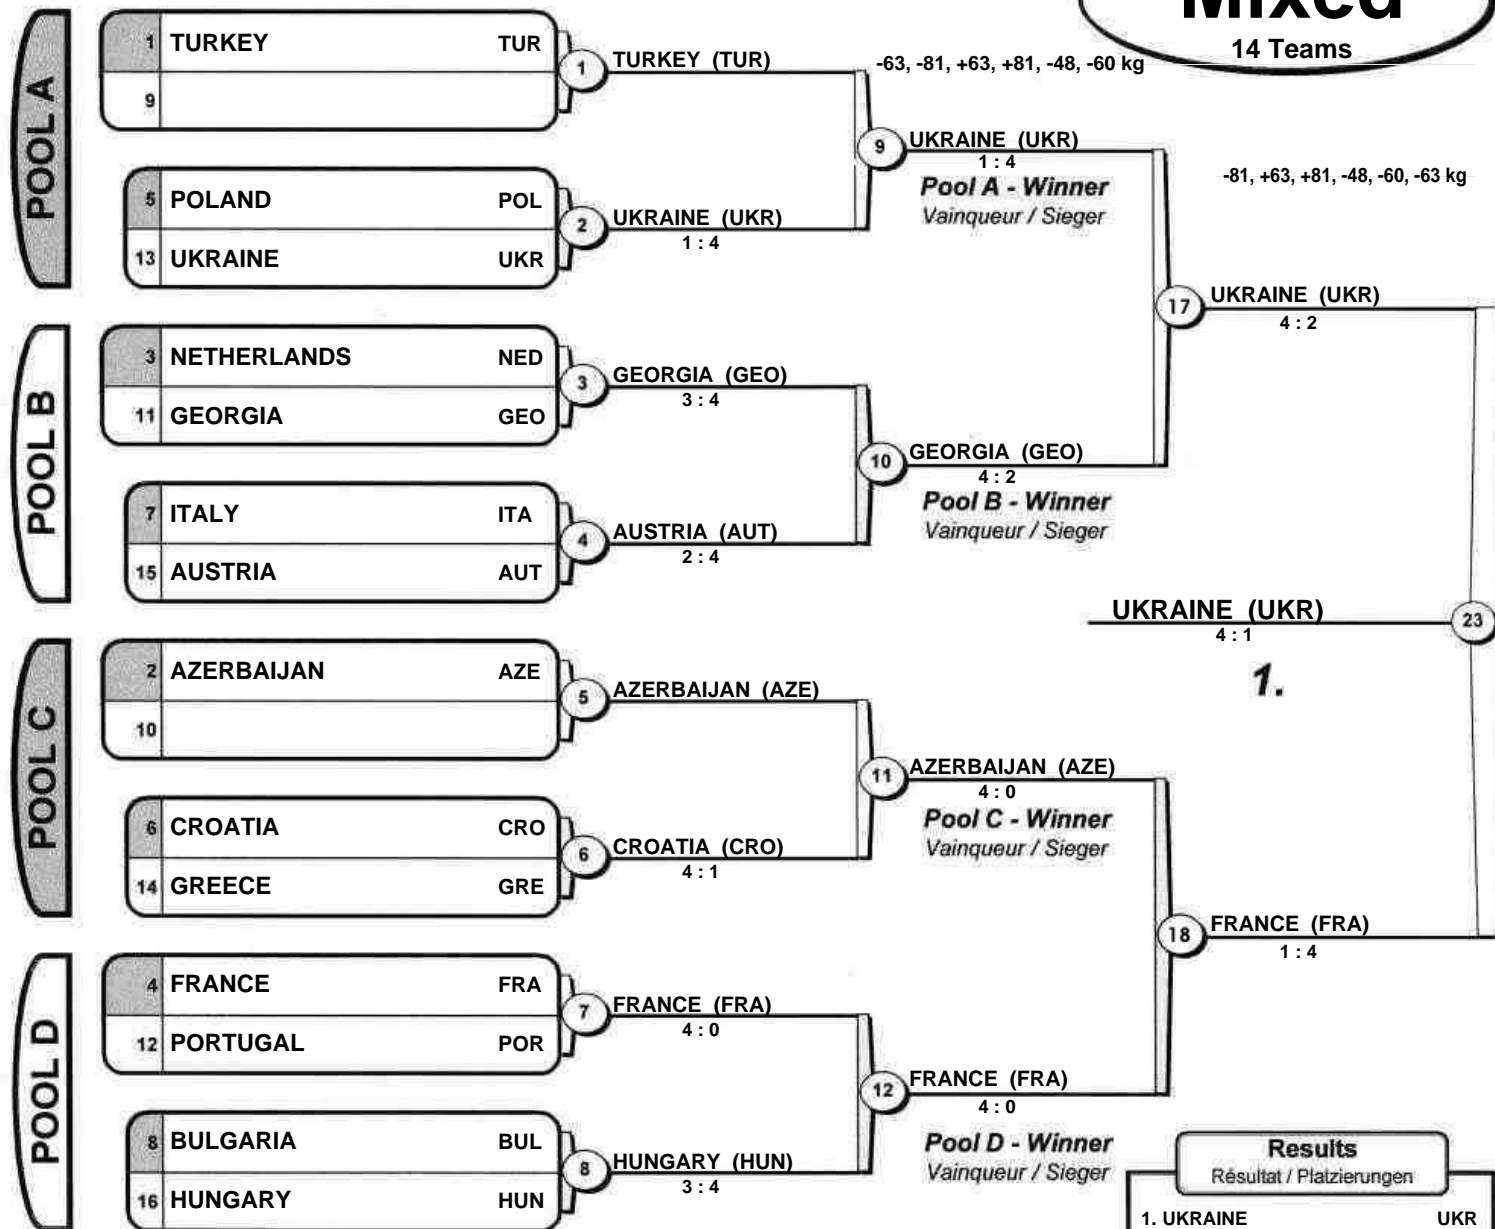 Mixed
14 Teams
POOL A
1 TURKEY TUR
9
5 POLAND POL
13 UKRAINE UKR
1 TURKEY (TUR)
2 UKRAINE (UKR)
1 : 4
-63, -81, +63, +81, -48, -60 kg
9 UKRAINE (UKR)
1 : 4
Pool A - Winner
Vainqueur / Sieger
-81, +63, +81, -48, -60, -63 kg
POOL B
3 NETHERLANDS NED
11 GEORGIA GEO
7 ITALY ITA
15 AUSTRIA AUT
3 GEORGIA (GEO)
3 : 4
4 AUSTRIA (AUT)
2 : 4
10 GEORGIA (GEO)
4 : 2
Pool B - Winner
Vainqueur / Sieger
17 UKRAINE (UKR)
4 : 2
UKRAINE (UKR) 23
4 : 1
1.
POOL C
2 AZERBAIJAN AZE
10
6 CROATIA CRO
14 GREECE GRE
5 AZERBAIJAN (AZE)
6 CROATIA (CRO)
4 : 1
11 AZERBAIJAN (AZE)
4 : 0
Pool C - Winner
Vainqueur / Sieger
POOL D
4 FRANCE FRA
12 PORTUGAL POR
8 BULGARIA BUL
16 HUNGARY HUN
7 FRANCE (FRA)
4 : 0
8 HUNGARY (HUN)
3 : 4
12 FRANCE (FRA)
4 : 0
Pool D - Winner
Vainqueur / Sieger
18 FRANCE (FRA)
1 : 4
Results
Résultat / Platzierungen
1. UKRAINE UKR